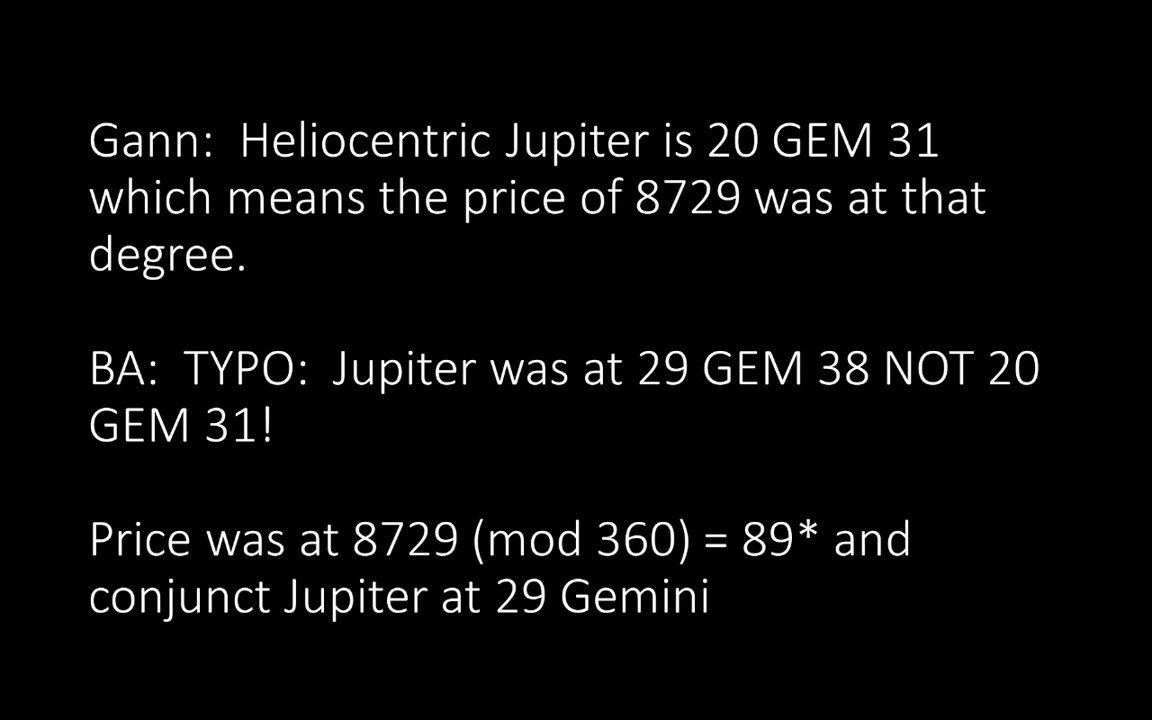 Gann:  Heliocentric Jupiter is 20 GEM 31
which means the price of 8729 was at that
degree.
BA:  TYPO:  Jupiter was at 29 GEM 38 NOT 20
GEM 31!
Price was at 8729 (mod 360) = 89* and
conjunct Jupiter at 29 Gemini